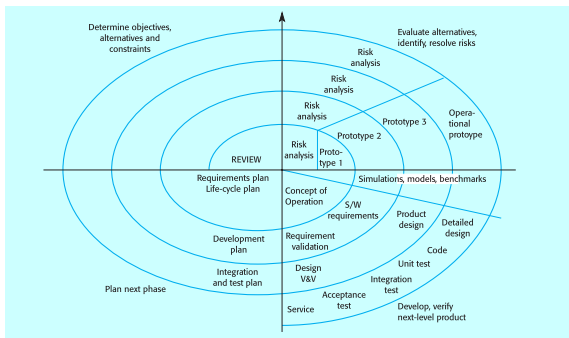 Determine objectives,
alternatives and
constraints
Evaluate alternatives,
identify, resolve risks
Risk
analysis
Risk
analysis
Risk
analysis
Risk
analysis
Proto-
type 1
Prototype 2
Prototype 3
Opera-
tional
protoype
REVIEW
Requirements plan
Life-cycle plan
Simulations, models, benchmarks
Concept of
Operation
S/W
requirements
Product
design
Detailed
design
Development
plan
Requirement
validation
Code
Unit test
Integration
and test plan
Design
V&V
Integration
test
Plan next phase
Acceptance
test
Service
Develop, verify
next-level product